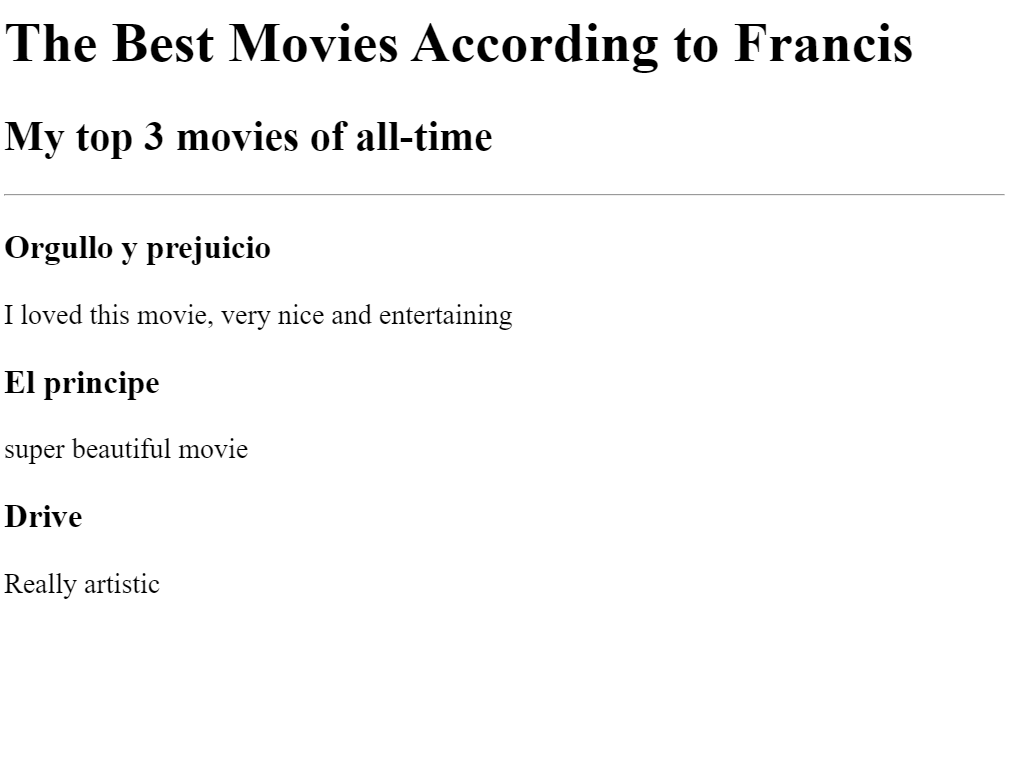 The Best Movies According to Francis
My top 3 movies of all-time
Orgullo y prejuicio
I loved this movie, very nice and entertaining
El principe
super beautiful movie
Drive
Really artistic